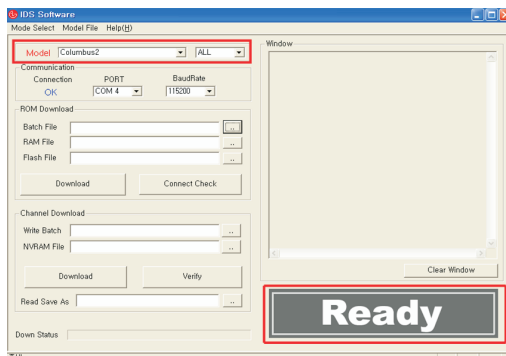 IDS Software
Mode Select Model File Help(H)
Model Columbus2 ALL
Window
Communication
Connection PORT BaudRate
OK COM 4 115200
ROM Download
Batch File ..
RAM File ..
Flash File ..
Download Connect Check
Channel Download
Write Batch ..
NVRAM File ..
Download Verify
Clear Window
Read Save As ..
Ready
Down Status